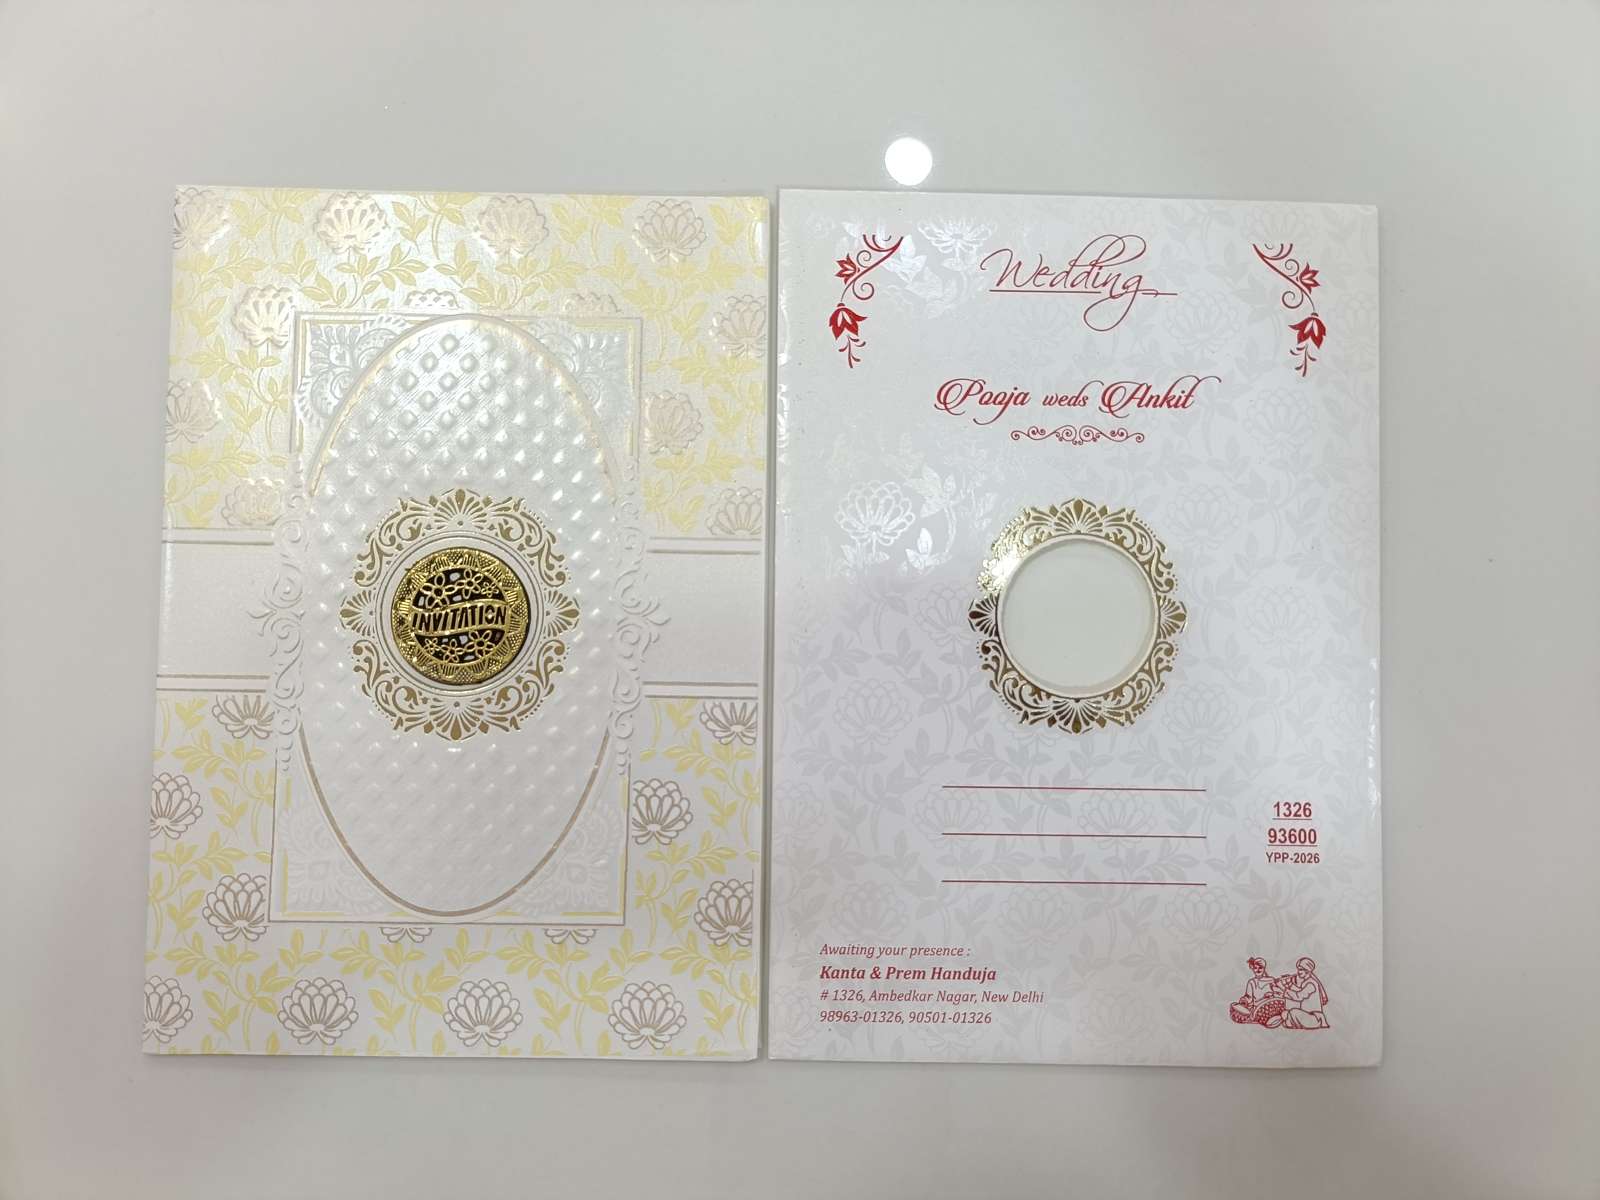 INVITATION
Wedding
Pooja weds Ankit
1326
93600
YPP-2026
Awaiting your presence :
Kanta & Prem Handuja
# 1326, Ambedkar Nagar, New Delhi
98963-01326, 90501-01326